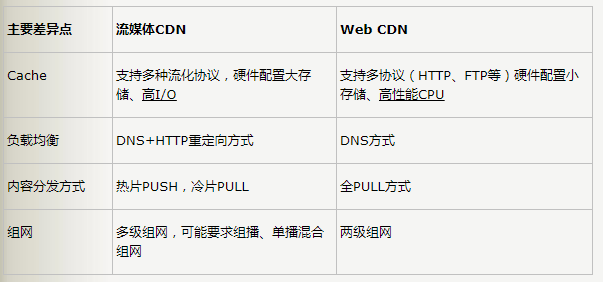 主要差异点
流媒体CDN
Web CDN
Cache
支持多种流化协议，硬件配置大存
储、高I/O
支持多协议（HTTP、FTP等）硬件配置小
存储、高性能CPU
负载均衡
DNS+HTTP重定向方式
DNS方式
内容分发方式
热片PUSH，冷片PULL
全PULL方式
组网
多级组网，可能要求组播、单播混合
组网
两级组网